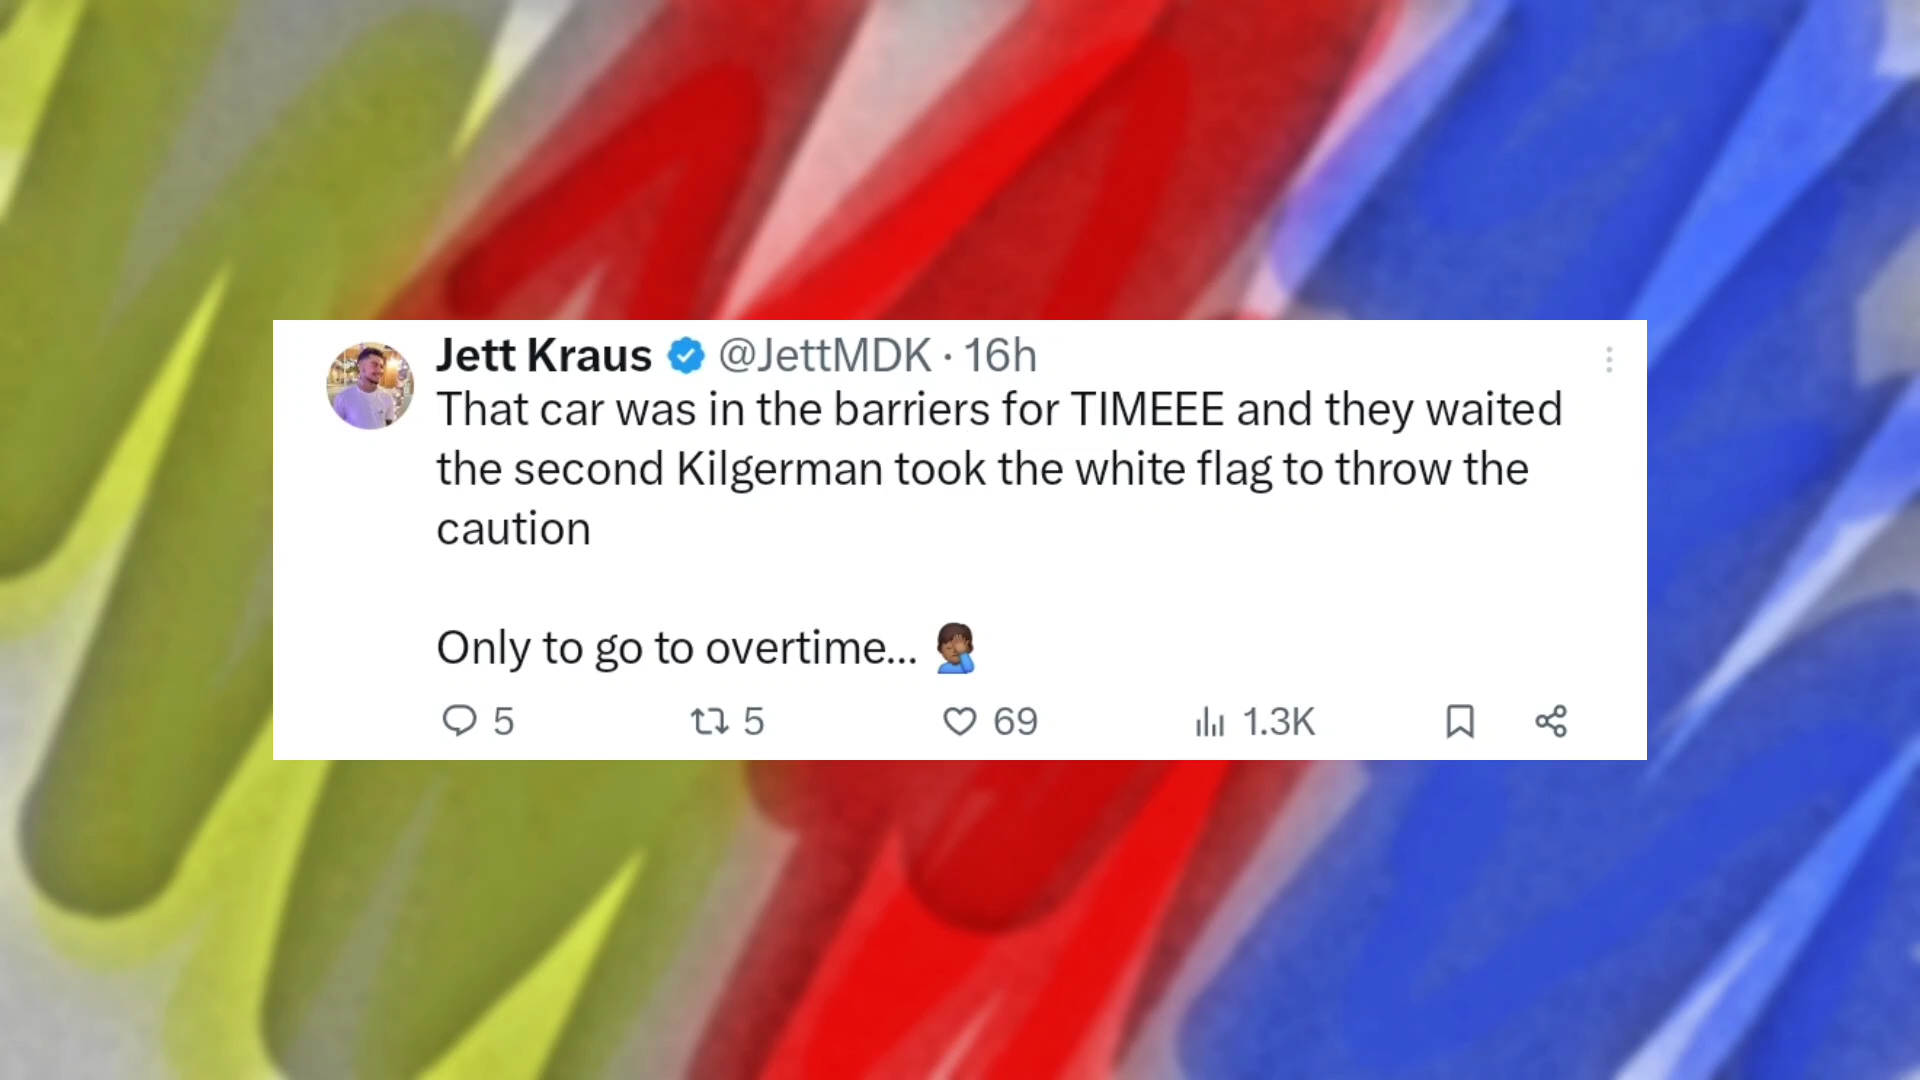 Jett Kraus @JettMDK · 16h
That car was in the barriers for TIMEEE and they waited
the second Kilgerman took the white flag to throw the
caution
Only to go to overtime... 🤦🏾‍♂️
5 5 69 1.3K